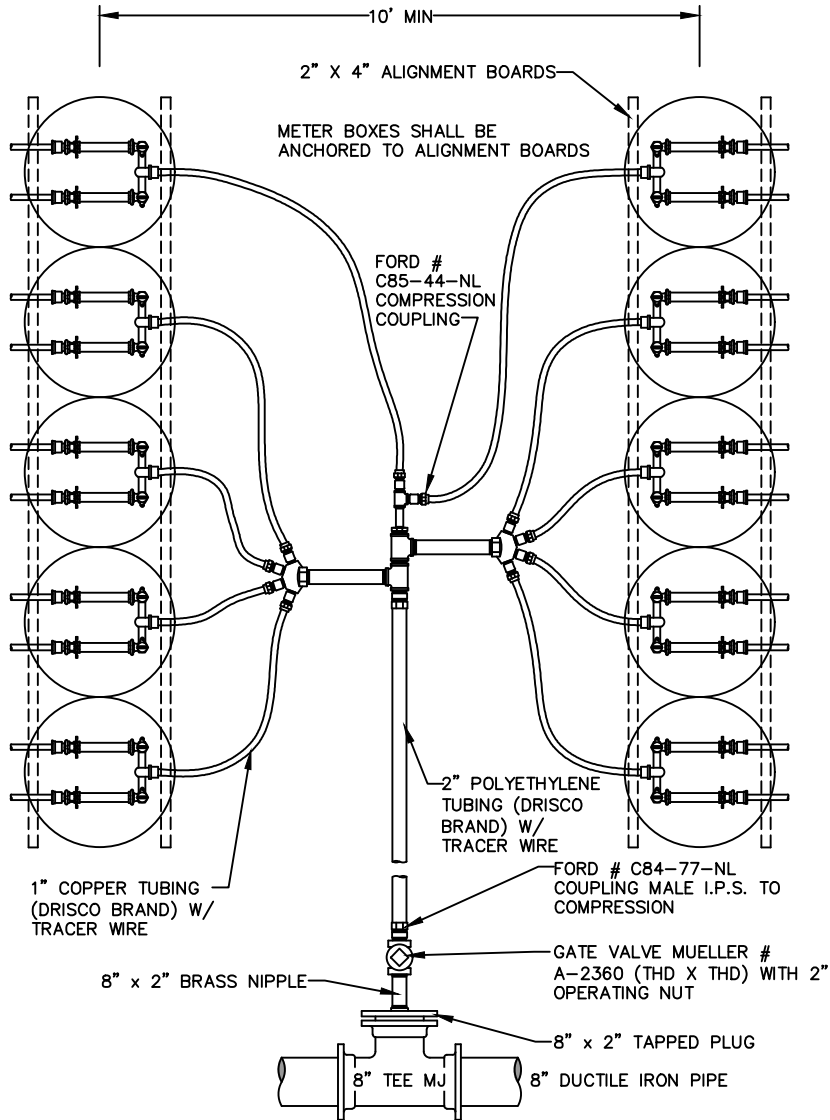 10' MIN
2" X 4" ALIGNMENT BOARDS
METER BOXES SHALL BE
ANCHORED TO ALIGNMENT BOARDS
FORD #
C85-44-NL
COMPRESSION
COUPLING
2" POLYETHYLENE
TUBING (DRISCO
BRAND) W/
TRACER WIRE
1" COPPER TUBING
(DRISCO BRAND) W/
TRACER WIRE
FORD # C84-77-NL
COUPLING MALE I.P.S. TO
COMPRESSION
GATE VALVE MUELLER #
A-2360 (THD X THD) WITH 2"
OPERATING NUT
8" x 2" BRASS NIPPLE
8" x 2" TAPPED PLUG
8" TEE MJ
8" DUCTILE IRON PIPE